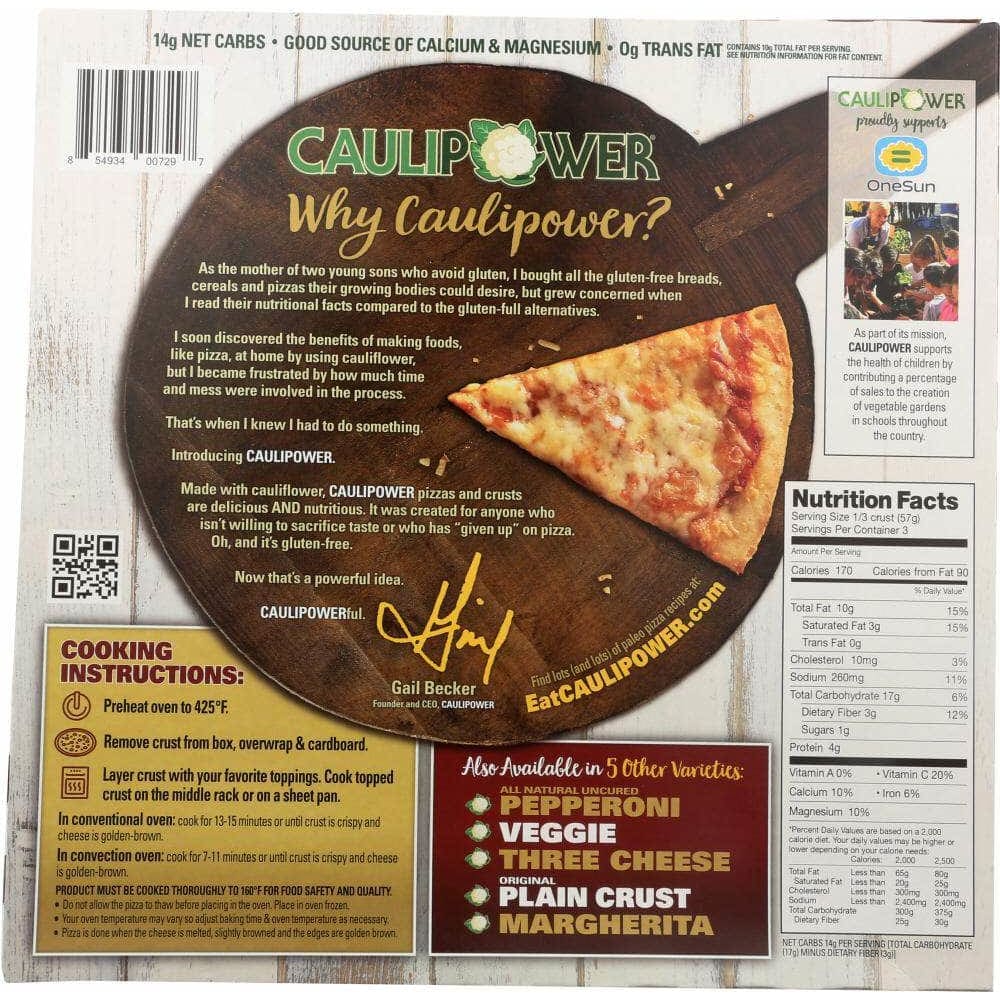 14g NET CARBS • GOOD SOURCE OF CALCIUM & MAGNESIUM • 0g TRANS FAT
CONTAINS 10g TOTAL FAT PER SERVING.
SEE NUTRITION INFORMATION FOR FAT CONTENT.
8 54934 00729 7
CAULIPOWER
Why Caulipower?
As the mother of two young sons who avoid gluten, I bought all the gluten-free breads,
cereals and pizzas their growing bodies could desire, but grew concerned when
I read their nutritional facts compared to the gluten-full alternatives.
I soon discovered the benefits of making foods,
like pizza, at home by using cauliflower,
but I became frustrated by how much time
and mess were involved in the process.
That's when I knew I had to do something.
Introducing CAULIPOWER.
Made with cauliflower, CAULIPOWER pizzas and crusts
are delicious AND nutritious. It was created for anyone who
isn't willing to sacrifice taste or who has "given up" on pizza.
Oh, and it's gluten-free.
Now that's a powerful idea.
CAULIPOWERful.
Gail
Gail Becker
Founder and CEO, CAULIPOWER
Find lots (and lots) of paleo pizza recipes at:
EatCAULIPOWER.com
CAULIPOWER
proudly supports
OneSun
As part of its mission,
CAULIPOWER supports
the health of children by
contributing a percentage
of sales to the creation
of vegetable gardens
in schools throughout
the country.
COOKING
INSTRUCTIONS:
Preheat oven to 425°F.
Remove crust from box, overwrap & cardboard.
Layer crust with your favorite toppings. Cook topped
crust on the middle rack or on a sheet pan.
In conventional oven: cook for 13-15 minutes or until crust is crispy and
cheese is golden-brown.
In convection oven: cook for 7-11 minutes or until crust is crispy and cheese
is golden-brown.
PRODUCT MUST BE COOKED THOROUGHLY TO 160°F FOR FOOD SAFETY AND QUALITY.
• Do not allow the pizza to thaw before placing in the oven. Place in oven frozen.
• Your oven temperature may vary so adjust baking time & oven temperature as necessary.
• Pizza is done when the cheese is melted, slightly browned and the edges are golden brown.
Also Available in 5 Other Varieties:
ALL NATURAL UNCURED
PEPPERONI
VEGGIE
THREE CHEESE
ORIGINAL
PLAIN CRUST
MARGHERITA
Nutrition Facts
Serving Size 1/3 crust (57g)
Servings Per Container 3
Amount Per Serving
Calories 170 Calories from Fat 90
% Daily Value*
Total Fat 10g 15%
Saturated Fat 3g 15%
Trans Fat 0g
Cholesterol 10mg 3%
Sodium 260mg 11%
Total Carbohydrate 17g 6%
Dietary Fiber 3g 12%
Sugars 1g
Protein 4g
Vitamin A 0% • Vitamin C 20%
Calcium 10% • Iron 6%
Magnesium 10%
*Percent Daily Values are based on a 2,000
calorie diet. Your daily values may be higher or
lower depending on your calorie needs:
Calories: 2,000 2,500
Total Fat Less than 65g 80g
Saturated Fat Less than 20g 25g
Cholesterol Less than 300mg 300mg
Sodium Less than 2,400mg 2,400mg
Total Carbohydrate 300g 375g
Dietary Fiber 25g 30g
NET CARBS 14g PER SERVING [TOTAL CARBOHYDRATE
(17g) MINUS DIETARY FIBER (3g)]